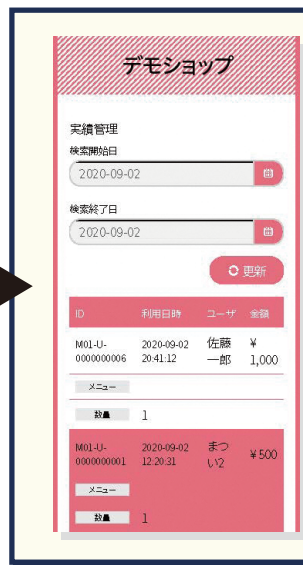 デモショップ
実績管理
検索開始日
2020-09-02
検索終了日
2020-09-02
更新
ID 利用日時 ユーザ 金額
M01-U-0000000006 2020-09-02 20:41:12 佐藤一郎 ¥1,000
メニュー
数量 1
M01-U-0000000001 2020-09-02 12:20:31 まつい2 ¥500
メニュー
数量 1